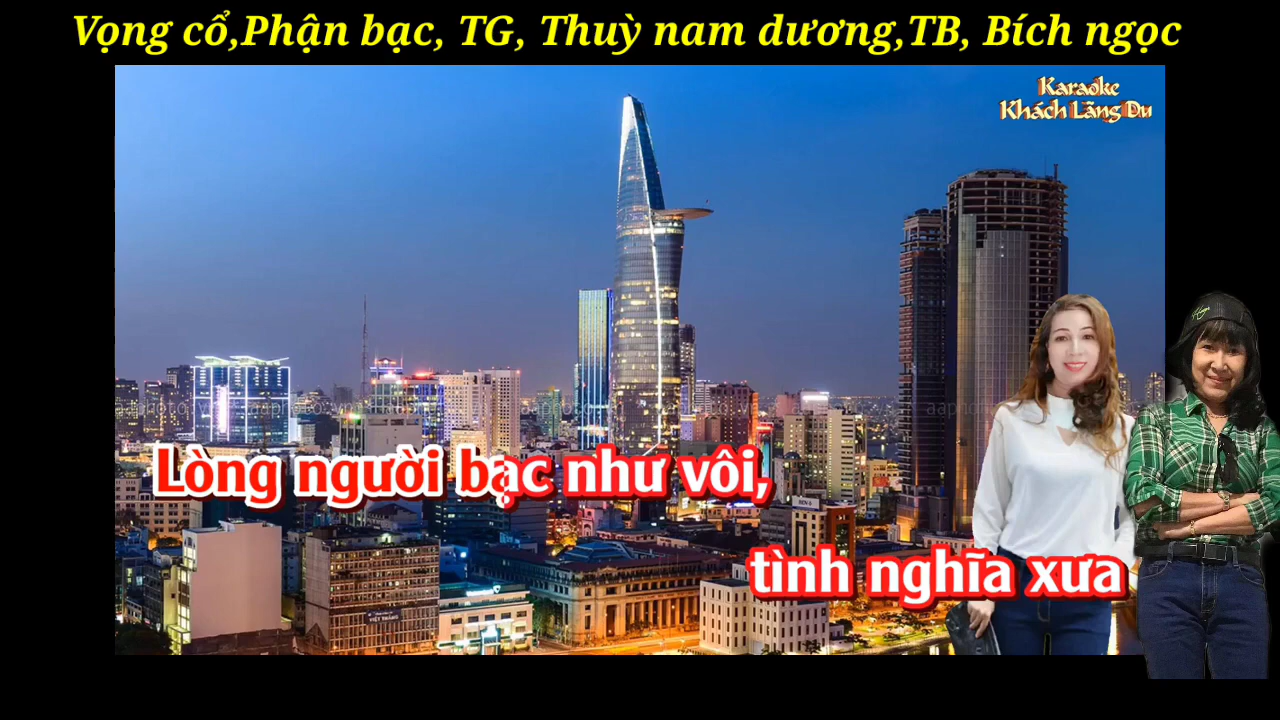 Vọng cổ,Phận bạc, TG, Thuỳ nam dương,TB, Bích ngọc
Karaoke
Khách Lãng Du
Lòng người bạc như vôi,
tình nghĩa xưa